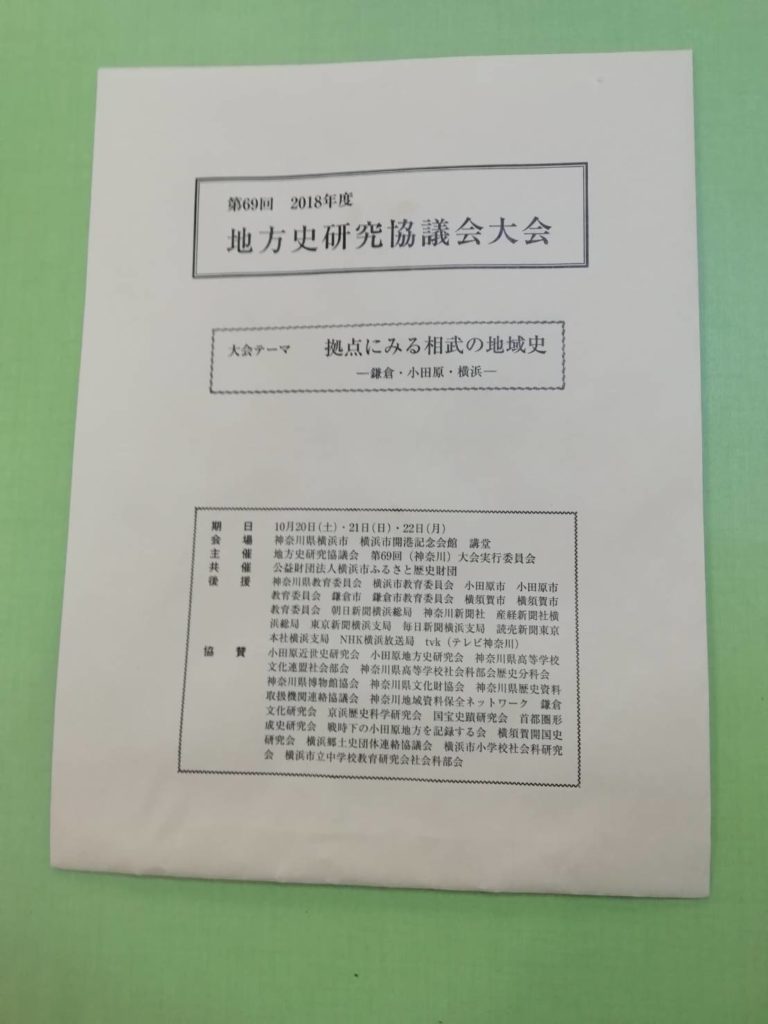 第69回 2018年度
地方史研究協議会大会
大会テーマ 拠点にみる相武の地域史
―鎌倉・小田原・横浜―
期日 10月20日(土)・21日(日)・22日(月)
会場 神奈川県横浜市 横浜市開港記念会館 講堂
主催 地方史研究協議会 第69回(神奈川)大会実行委員会
共催 公益財団法人横浜市ふるさと歴史財団
後援 神奈川県教育委員会 横浜市教育委員会 小田原市 小田原市
教育委員会 鎌倉市 鎌倉市教育委員会 横須賀市 横須賀市
教育委員会 朝日新聞横浜総局 神奈川新聞社 産経新聞社横
浜総局 東京新聞横浜支局 毎日新聞横浜支局 読売新聞東京
本社横浜支局 NHK横浜放送局 tvk(テレビ神奈川)
協賛 小田原近世史研究会 小田原地方史研究会 神奈川県高等学校
文化連盟社会部会 神奈川県高等学校社会科部会歴史分科会
神奈川県博物館協会 神奈川県文化財協会 神奈川県歴史資料
取扱機関連絡協議会 神奈川地域資料保全ネットワーク 鎌倉
文化研究会 京浜歴史科学研究会 国宝史蹟研究会 首都圏形
成史研究会 戦時下の小田原地方を記録する会 横須賀開国史
研究会 横浜郷土史団体連絡協議会 横浜市小学校社会科研究
会 横浜市立中学校教育研究会社会科部会